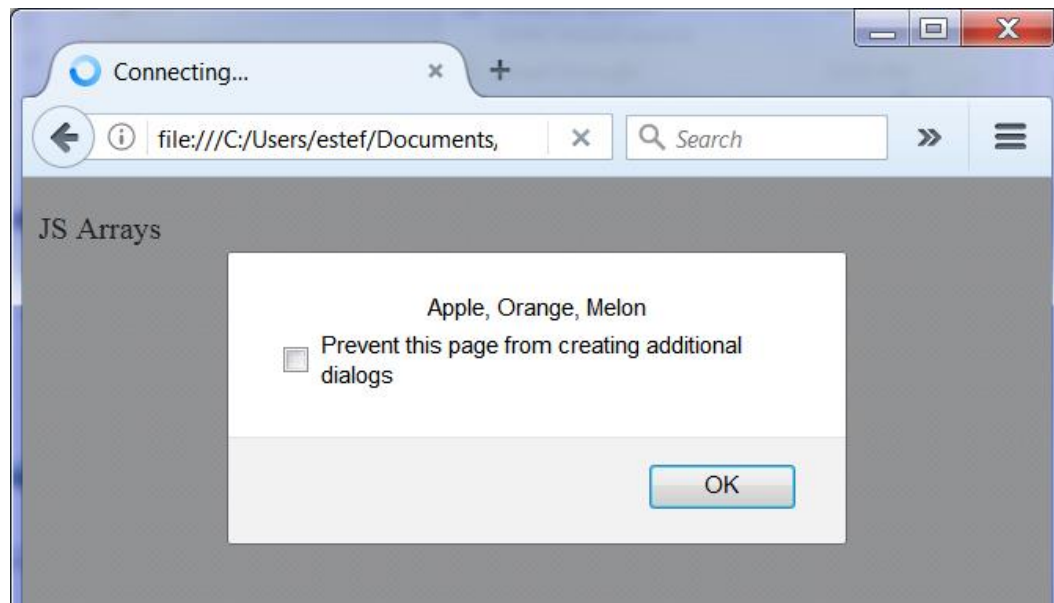 Connecting...
file:///C:/Users/estef/Documents,
Search
JS Arrays
Apple, Orange, Melon
Prevent this page from creating additional
dialogs
OK